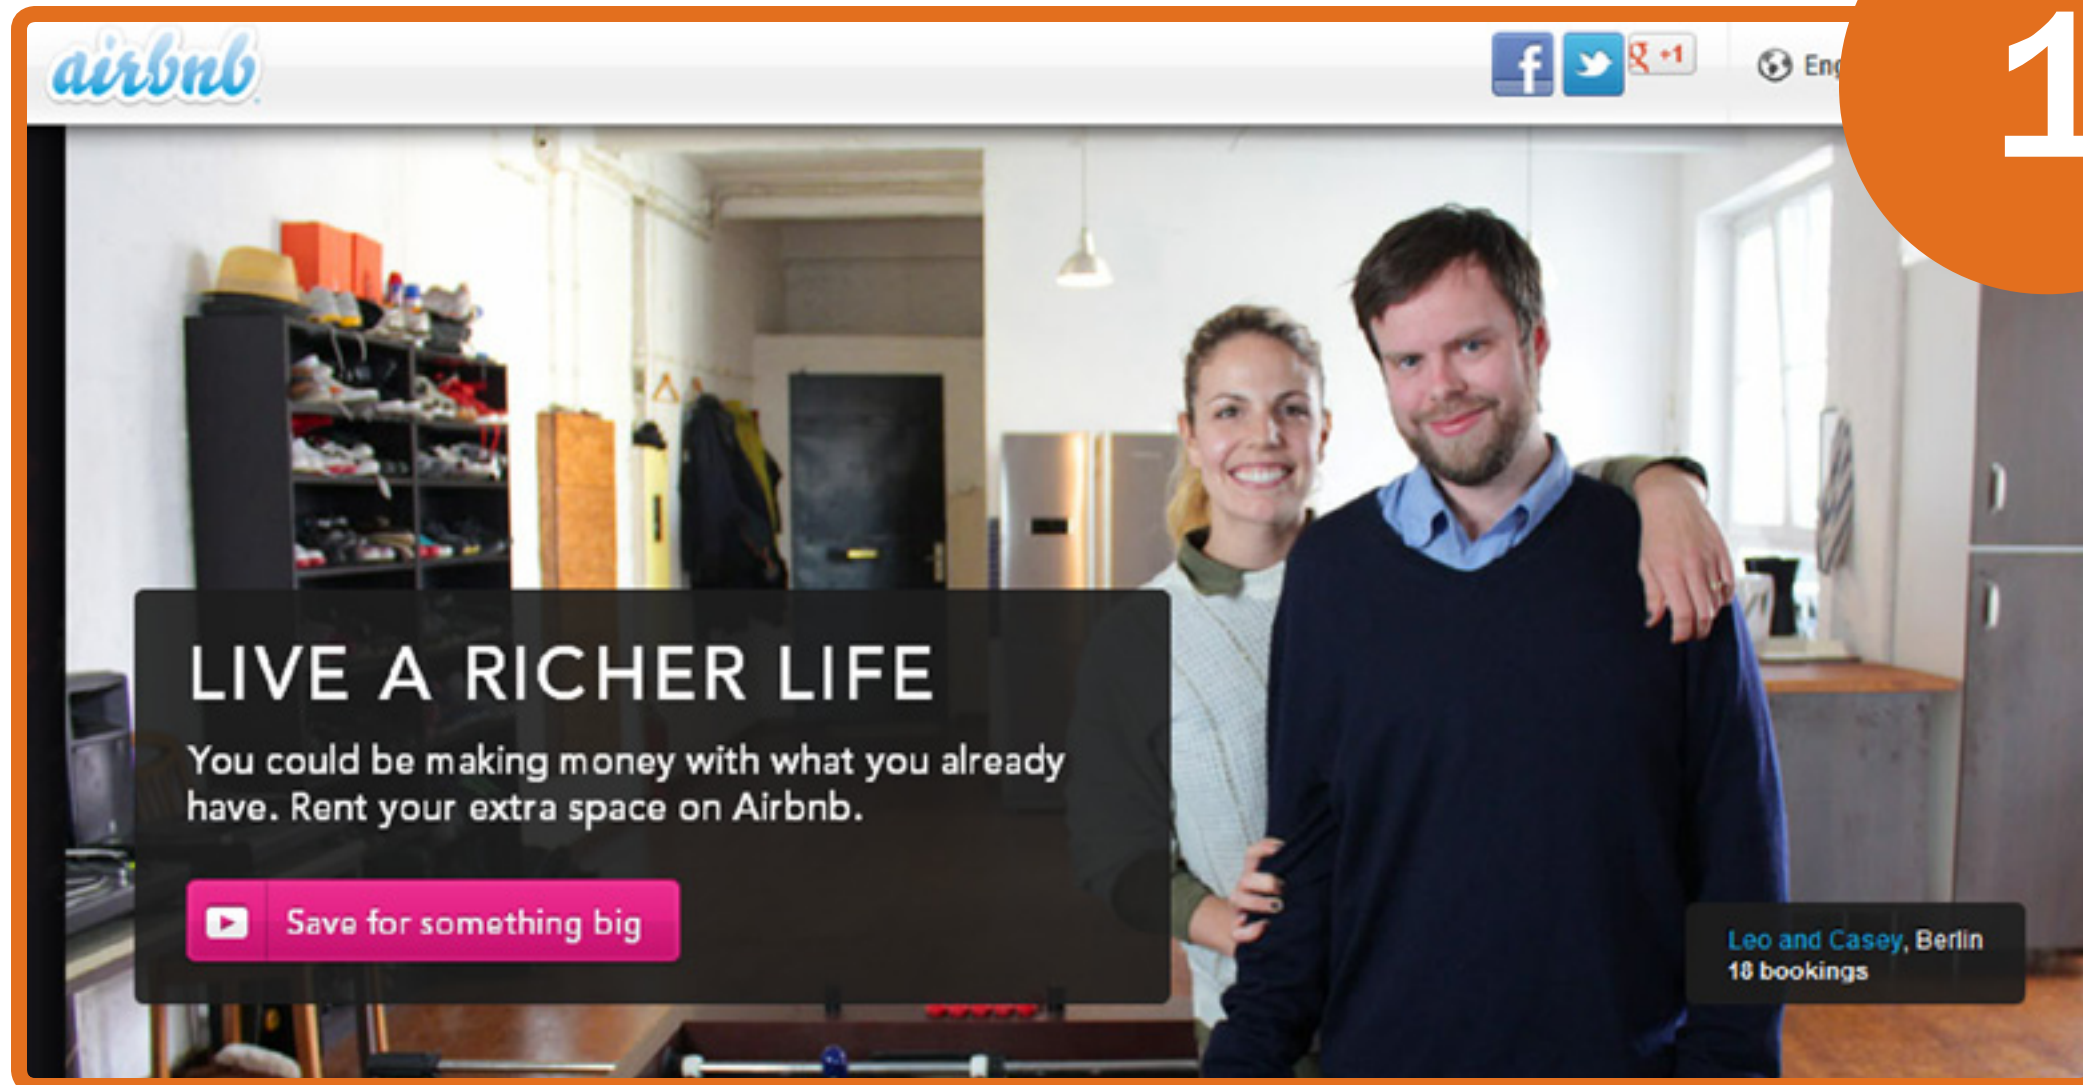 airbnb
f
g +1
Eng
1
LIVE A RICHER LIFE
You could be making money with what you already
have. Rent your extra space on Airbnb.
Save for something big
Leo and Casey, Berlin
18 bookings